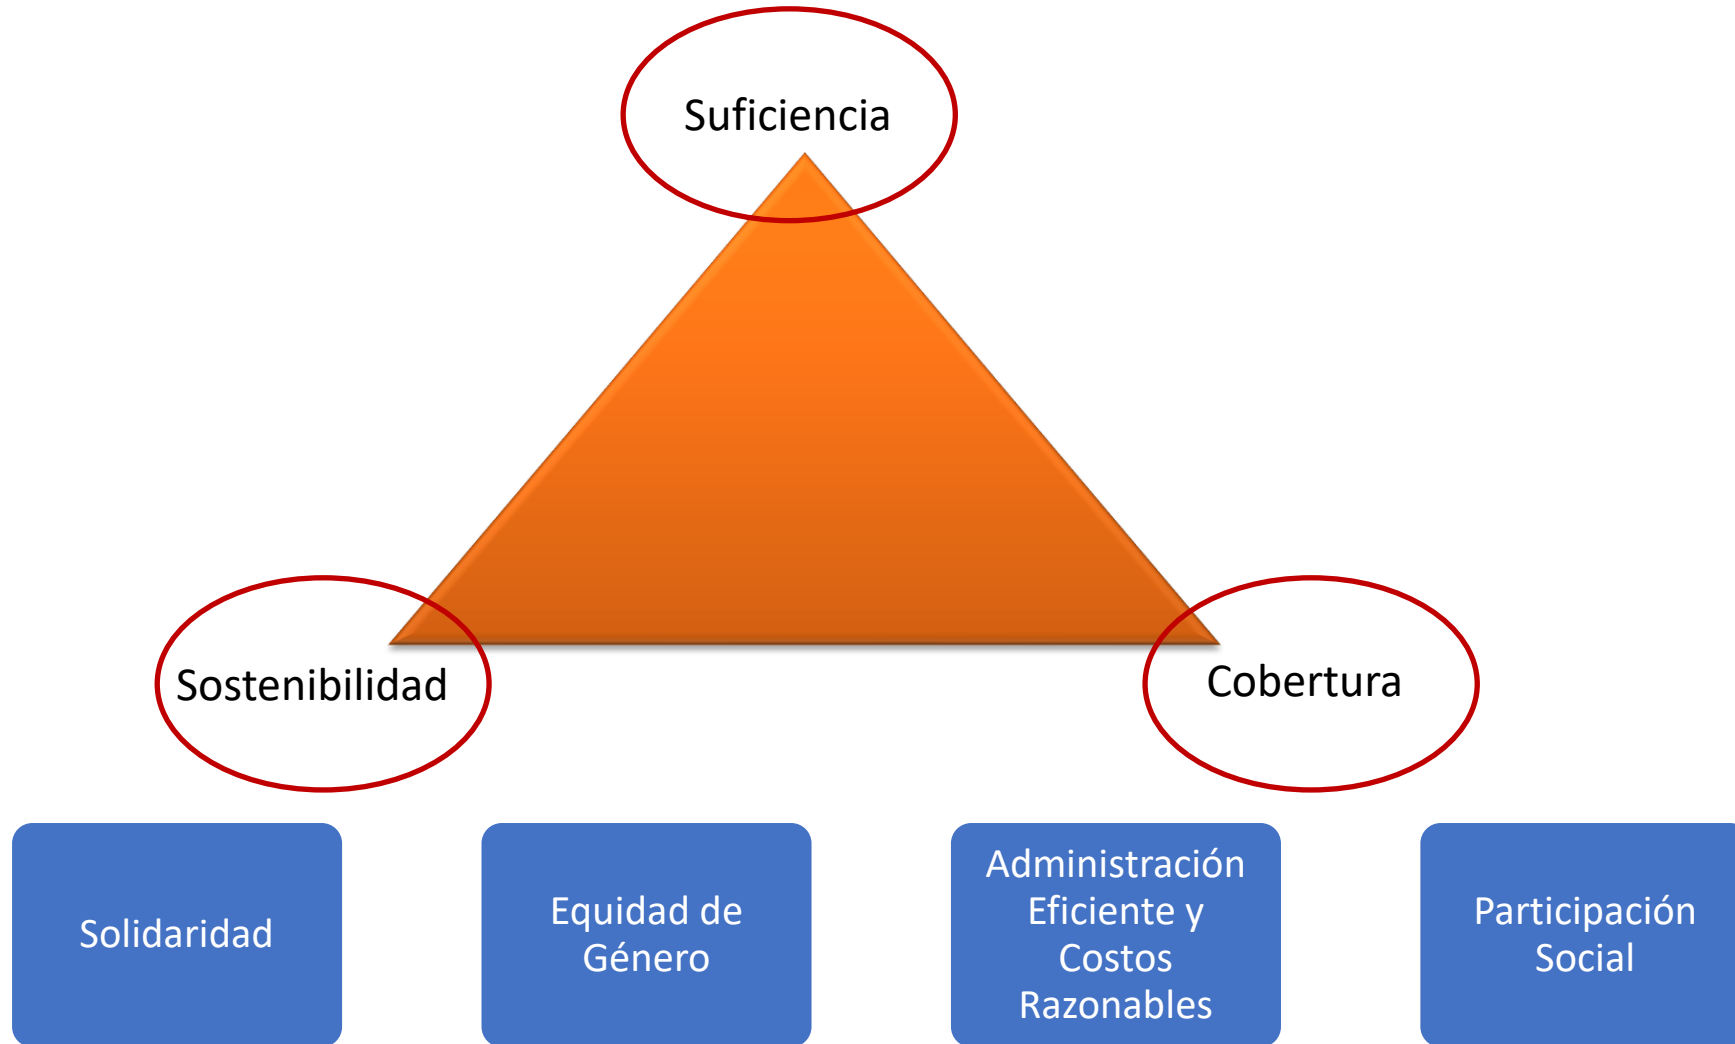 Suficiencia
Sostenibilidad
Cobertura
Solidaridad
Equidad de
Género
Administración
Eficiente y
Costos
Razonables
Participación
Social